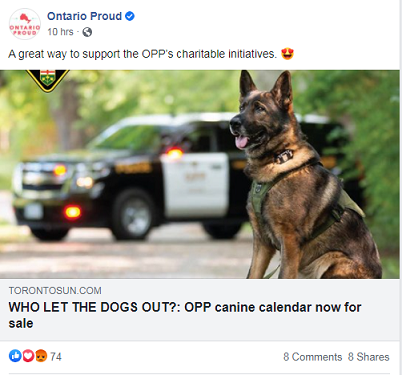 Ontario Proud
ONTARIO
PROUD
10 hrs ·
A great way to support the OPP's charitable initiatives. 😍
OPP
TORONTOSUN.COM
WHO LET THE DOGS OUT?: OPP canine calendar now for
sale
74
8 Comments 8 Shares